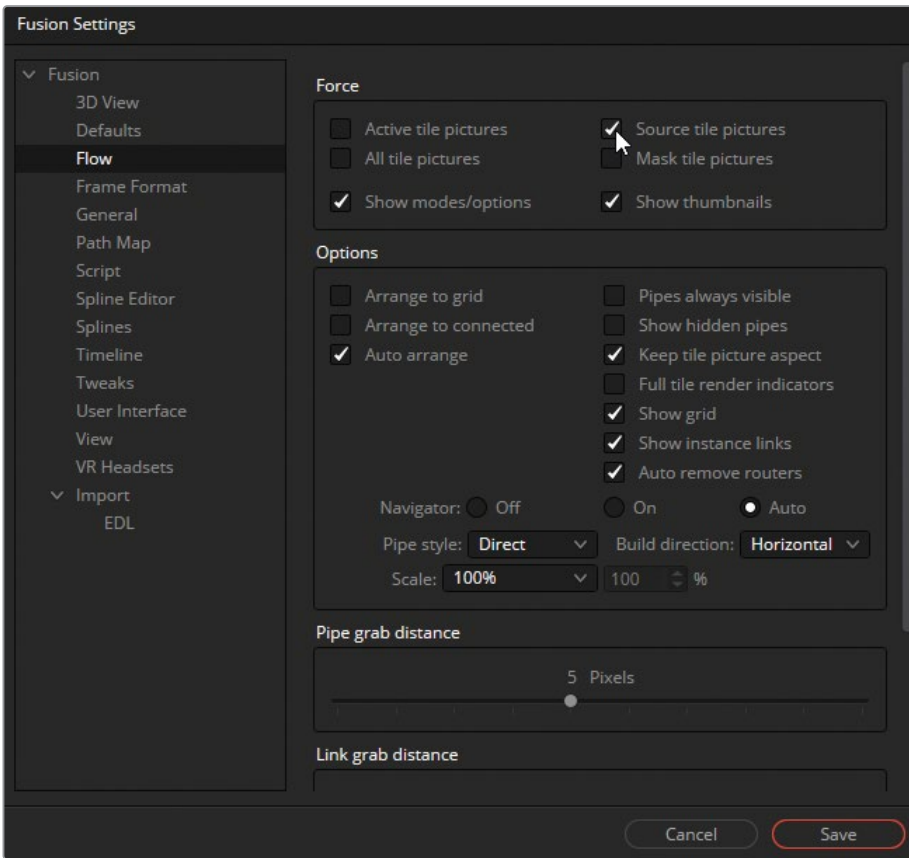 Fusion Settings
Fusion
3D View
Defaults
Flow
Frame Format
General
Path Map
Script
Spline Editor
Splines
Timeline
Tweaks
User Interface
View
VR Headsets
Import
EDL
Force
Active tile pictures
Source tile pictures
All tile pictures
Mask tile pictures
Show modes/options
Show thumbnails
Options
Arrange to grid
Pipes always visible
Arrange to connected
Show hidden pipes
Auto arrange
Keep tile picture aspect
Full tile render indicators
Show grid
Show instance links
Auto remove routers
Navigator: Off On Auto
Pipe style: Direct Build direction: Horizontal
Scale: 100% 100 %
Pipe grab distance
5 Pixels
Link grab distance
Cancel Save